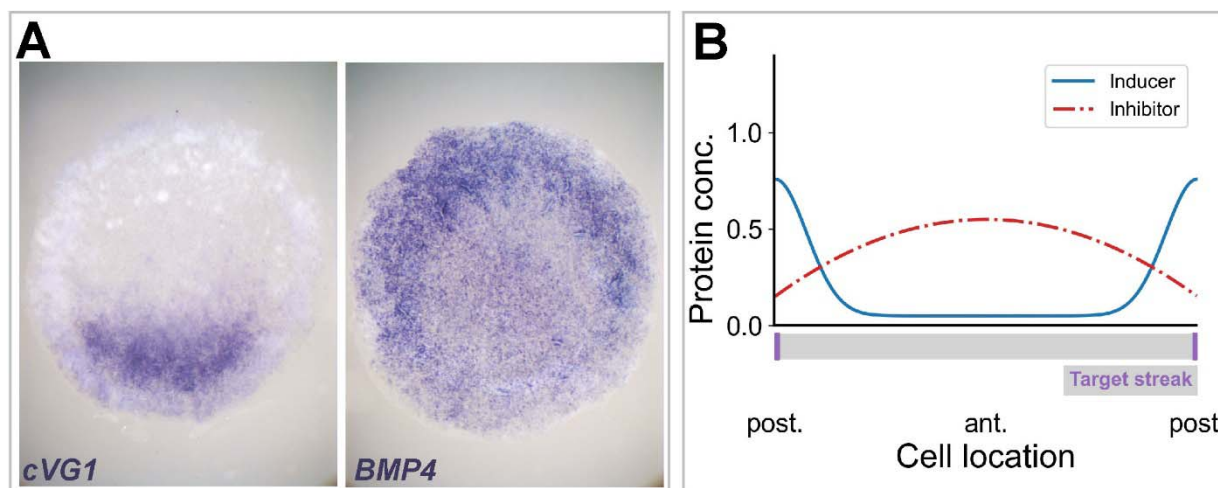 A
cVG1
BMP4
B
Protein conc.
1.0
0.5
0.0
Inducer
Inhibitor
Target streak
post.
ant.
post
Cell location